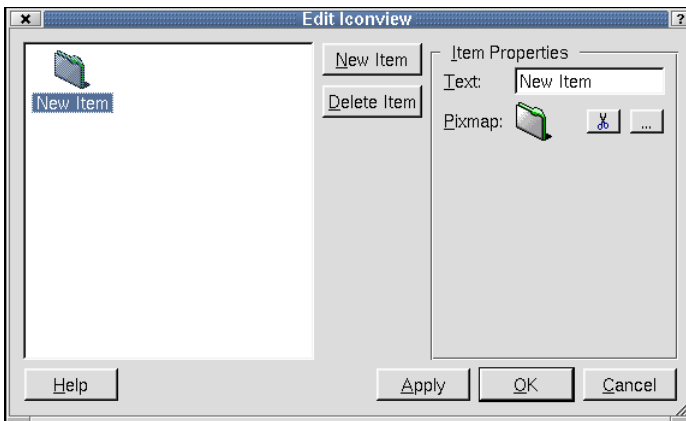 Edit Iconview
?
New Item
New Item
Delete Item
Item Properties
Text: New Item
Pixmap: ...
Help
Apply OK Cancel